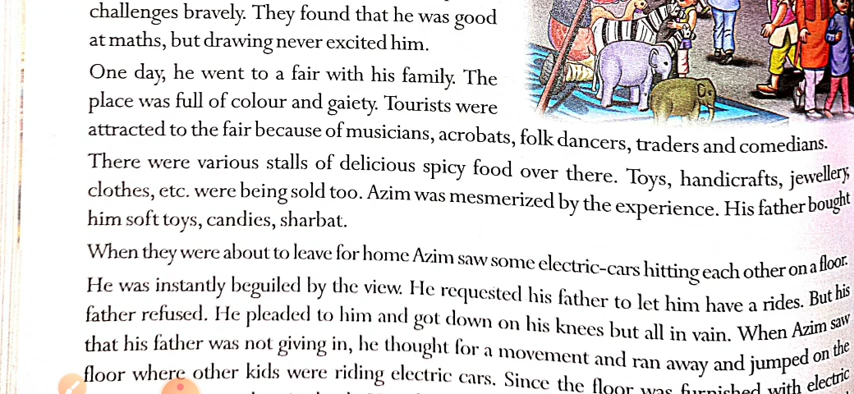 challenges bravely. They found that he was good
at maths, but drawing never excited him.
One day, he went to a fair with his family. The
place was full of colour and gaiety. Tourists were
attracted to the fair because of musicians, acrobats, folk dancers, traders and comedians.
There were various stalls of delicious spicy food over there. Toys, handicrafts, jewellery,
clothes, etc. were being sold too. Azim was mesmerized by the experience. His father bought
him soft toys, candies, sharbat.
When they were about to leave for home Azim saw some electric-cars hitting each other on a floor.
He was instantly beguiled by the view. He requested his father to let him have a rides. But his
father refused. He pleaded to him and got down on his knees but all in vain. When Azim saw
that his father was not giving in, he thought for a movement and ran away and jumped on the
floor where other kids were riding electric cars. Since the floor was furnished with electric